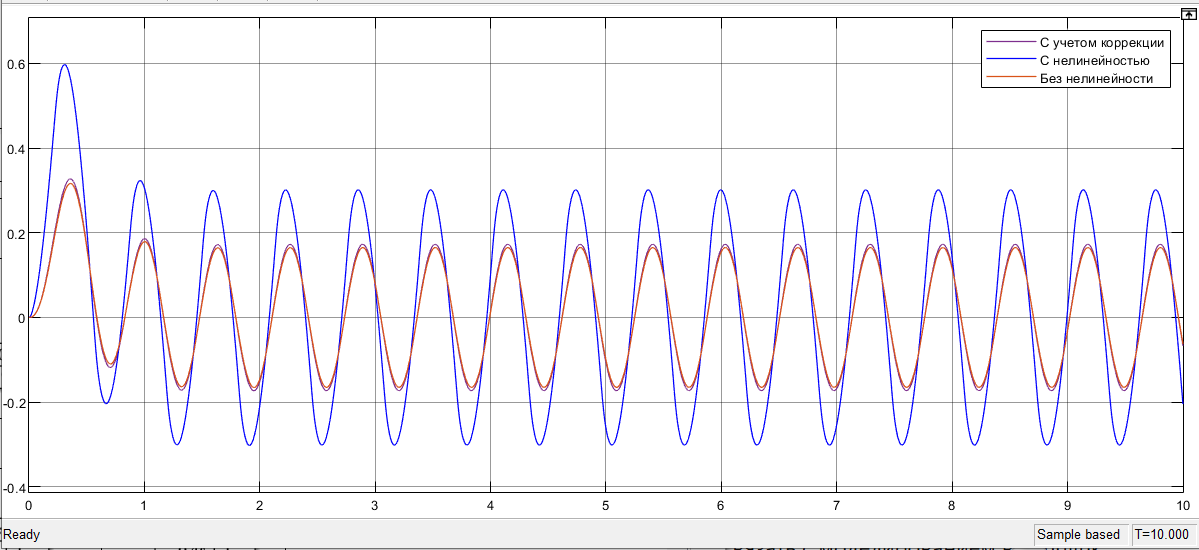 С учетом коррекции
С нелинейностью
Без нелинейности
0.6
0.4
0.2
0
-0.2
-0.4
0 1 2 3 4 5 6 7 8 9 10
Ready Sample based T=10.000